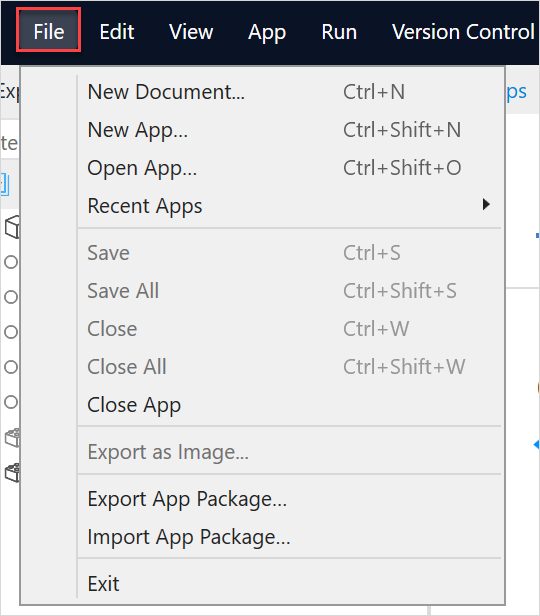 File Edit View App Run Version Control
New Document... Ctrl+N
New App... Ctrl+Shift+N
Open App... Ctrl+Shift+O
Recent Apps
Save Ctrl+S
Save All Ctrl+Shift+S
Close Ctrl+W
Close All Ctrl+Shift+W
Close App
Export as Image...
Export App Package...
Import App Package...
Exit